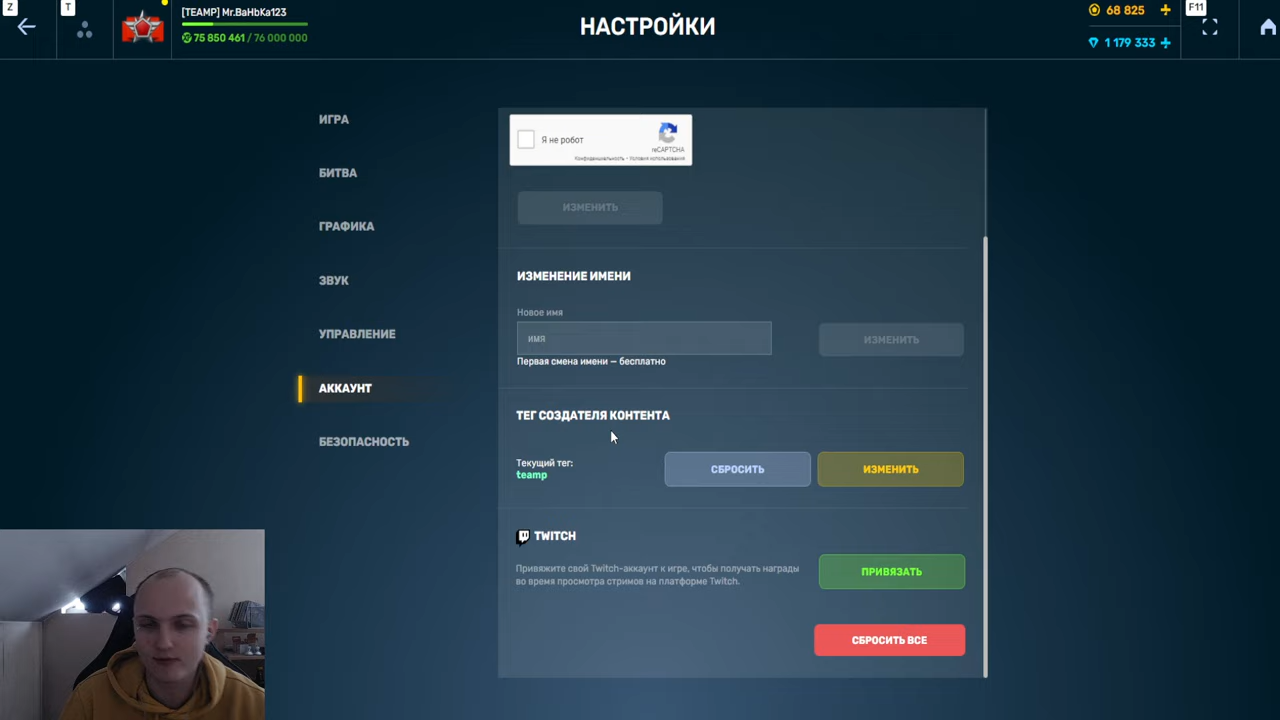 Z
T
[TEAMP] Mr.BaHbKa123
75 850 461 / 76 000 000
НАСТРОЙКИ
68 825 +
1 179 333 +
F11
ИГРА
БИТВА
ГРАФИКА
ЗВУК
УПРАВЛЕНИЕ
АККАУНТ
БЕЗОПАСНОСТЬ
Я не робот
reCAPTCHA
Конфиденциальность - Условия использования
ИЗМЕНИТЬ
ИЗМЕНЕНИЕ ИМЕНИ
Новое имя
имя
ИЗМЕНИТЬ
Первая смена имени – бесплатно
ТЕГ СОЗДАТЕЛЯ КОНТЕНТА
Текущий тег:
teamp
СБРОСИТЬ
ИЗМЕНИТЬ
TWITCH
Привяжите свой Twitch-аккаунт к игре, чтобы получать награды
во время просмотра стримов на платформе Twitch.
ПРИВЯЗАТЬ
СБРОСИТЬ ВСЕ